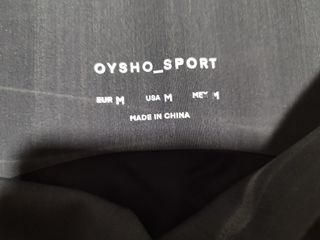 OYSHO_SPORT
EUR M USA M MEX M
MADE IN CHINA